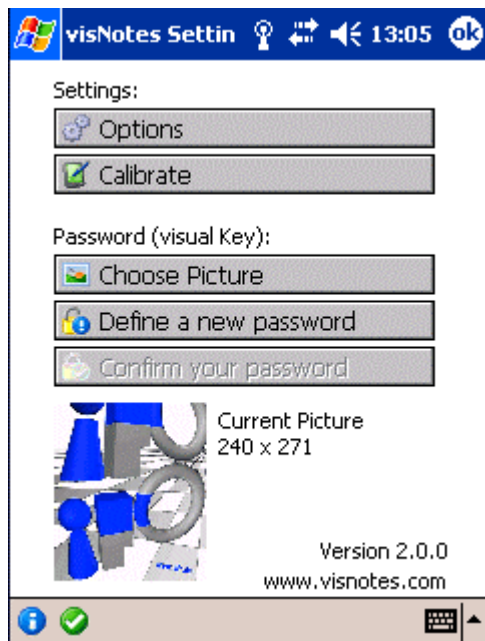 visNotes Settin 13:05 ok
Settings:
Options
Calibrate
Password (visual Key):
Choose Picture
Define a new password
Confirm your password
Current Picture
240 x 271
Version 2.0.0
www.visnotes.com